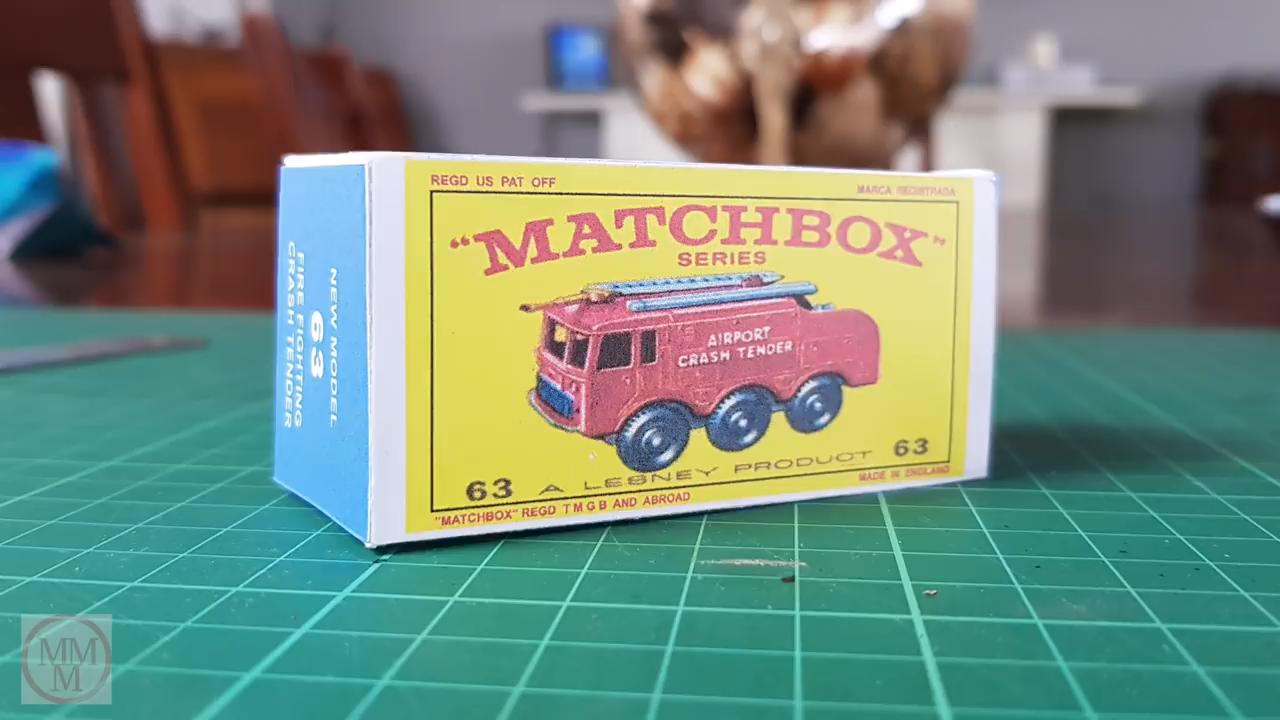 REGD US PAT OFF
MARCA REGISTRADA
"MATCHBOX"
SERIES
AIRPORT
CRASH TENDER
63 A LESNEY PRODUCT 63
MADE IN ENGLAND
"MATCHBOX" REGD T M G B AND ABROAD
NEW MODEL
63
FIRE FIGHTING
CRASH TENDER
MM
M